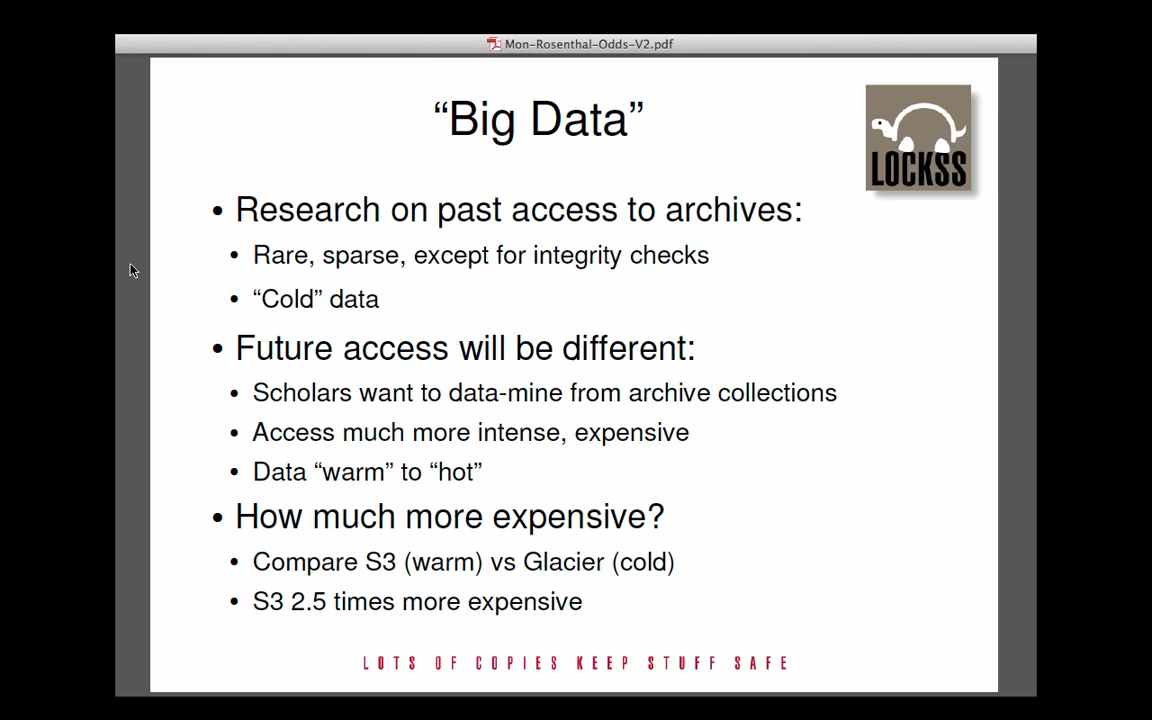 Mon-Rosenthal-Odds-V2.pdf
“Big Data”
LOCKSS
• Research on past access to archives:
• Rare, sparse, except for integrity checks
• “Cold” data
• Future access will be different:
• Scholars want to data-mine from archive collections
• Access much more intense, expensive
• Data “warm” to “hot”
• How much more expensive?
• Compare S3 (warm) vs Glacier (cold)
• S3 2.5 times more expensive
LOTS OF COPIES KEEP STUFF SAFE